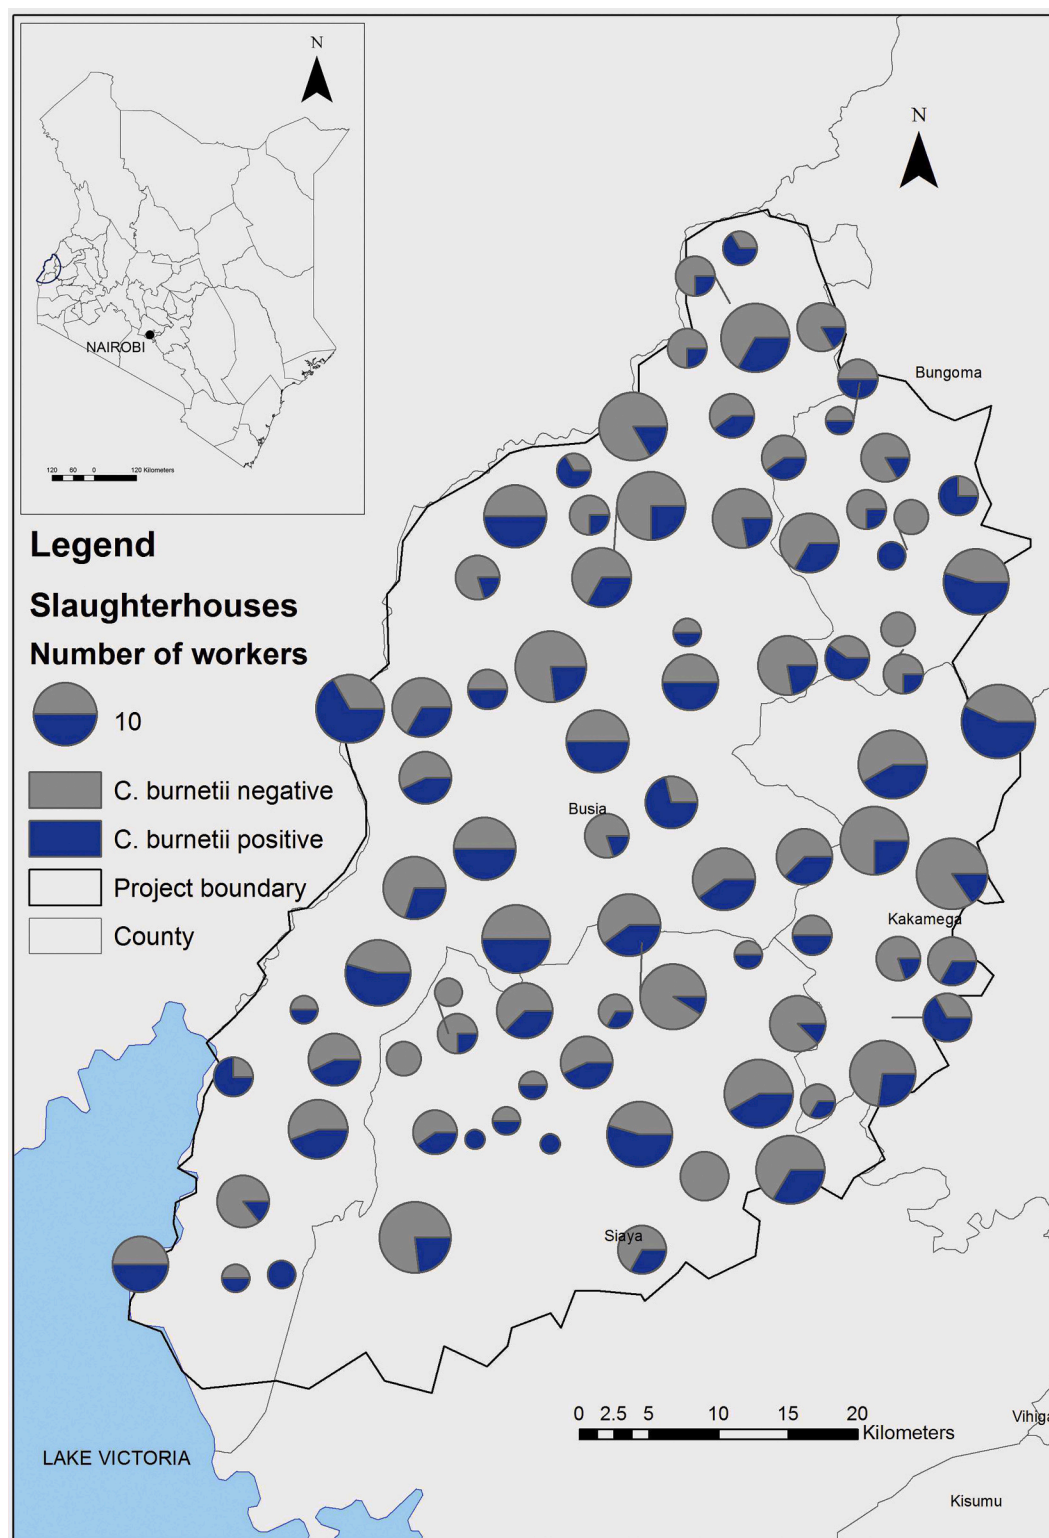 N
NAIROBI
120 60 0 120 Kilometers
N
Bungoma
Legend
Slaughterhouses
Number of workers
10
C. burnetii negative
C. burnetii positive
Project boundary
County
Busia
Kakamega
Siaya
0 2.5 5 10 15 20
Kilometers
Vihiga
LAKE VICTORIA
Kisumu